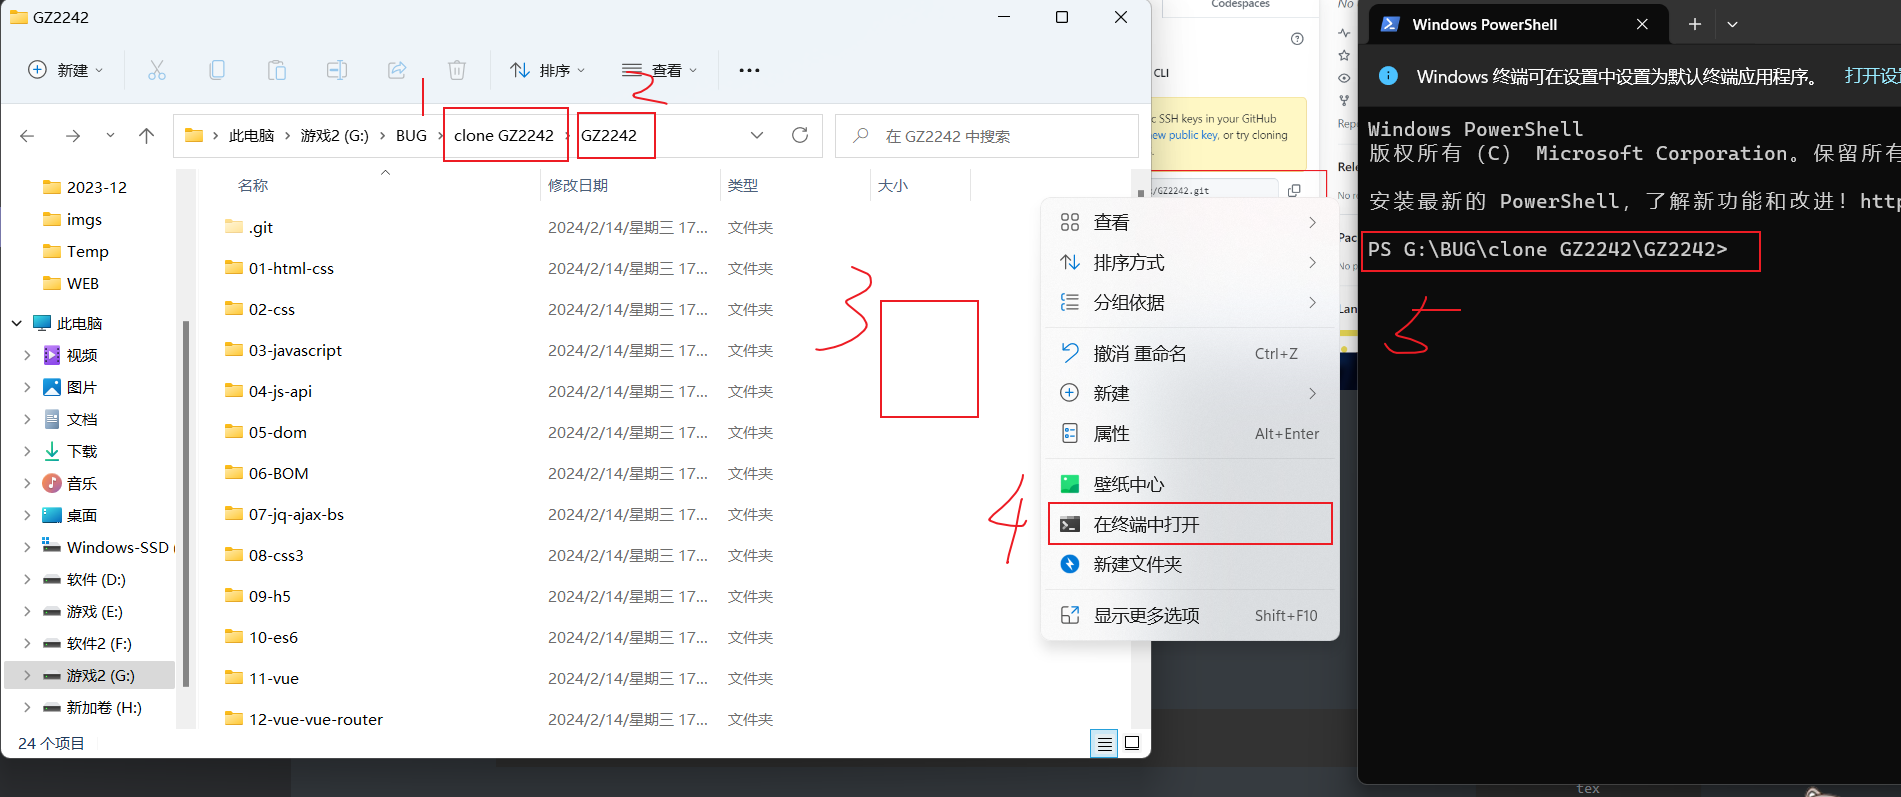 GZ2242
新建
排序
查看
1
2
此电脑
游戏2 (G:)
BUG
clone GZ2242
GZ2242
在 GZ2242 中搜索
2023-12
imgs
Temp
WEB
此电脑
视频
图片
文档
下载
音乐
桌面
Windows-SSD (
软件 (D:)
游戏 (E:)
软件2 (F:)
游戏2 (G:)
新加卷 (H:)
名称
修改日期
类型
大小
.git 2024/2/14/星期三 17... 文件夹
01-html-css 2024/2/14/星期三 17... 文件夹
02-css 2024/2/14/星期三 17... 文件夹
03-javascript 2024/2/14/星期三 17... 文件夹
04-js-api 2024/2/14/星期三 17... 文件夹
05-dom 2024/2/14/星期三 17... 文件夹
06-BOM 2024/2/14/星期三 17... 文件夹
07-jq-ajax-bs 2024/2/14/星期三 17... 文件夹
08-css3 2024/2/14/星期三 17... 文件夹
09-h5 2024/2/14/星期三 17... 文件夹
10-es6 2024/2/14/星期三 17... 文件夹
11-vue 2024/2/14/星期三 17... 文件夹
12-vue-vue-router 2024/2/14/星期三 17... 文件夹
24 个项目
3
4
Codespaces
CLI
c SSH keys in your GitHub
ew public key, or try cloning
/GZ2242.git
查看
排序方式
分组依据
撤消 重命名 Ctrl+Z
新建
属性 Alt+Enter
壁纸中心
在终端中打开
新建文件夹
显示更多选项 Shift+F10
No
Rep
Rele
No r
Pac
No p
Lan
Windows PowerShell
Windows 终端可在设置中设置为默认终端应用程序。 打开设
Windows PowerShell
版权所有 (C) Microsoft Corporation。保留所有
安装最新的 PowerShell，了解新功能和改进！http
PS G:\BUG\clone GZ2242\GZ2242>
5
tex